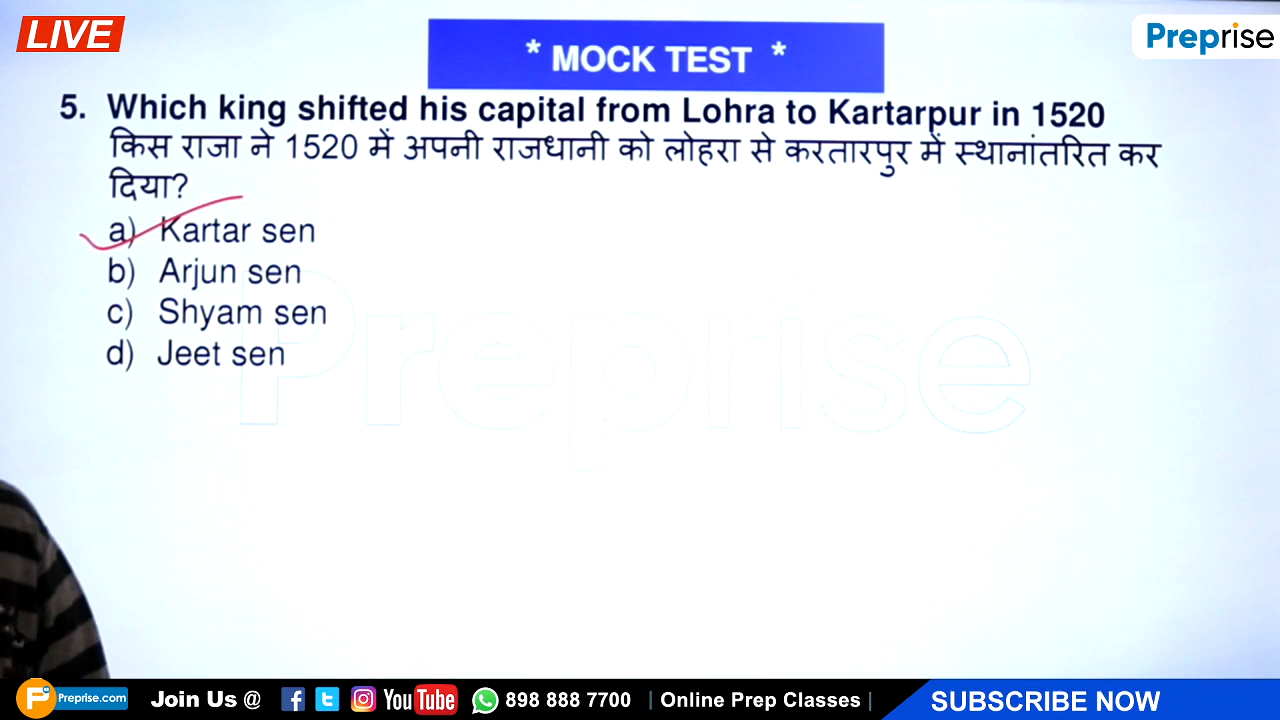 LIVE
* MOCK TEST *
Preprise
5. Which king shifted his capital from Lohra to Kartarpur in 1520
किस राजा ने 1520 में अपनी राजधानी को लोहरा से करतारपुर में स्थानांतरित कर
दिया?
a) Kartar sen
b) Arjun sen
c) Shyam sen
d) Jeet sen
Preprise
Preprise.com Join Us @ YouTube 898 888 7700 | Online Prep Classes | SUBSCRIBE NOW